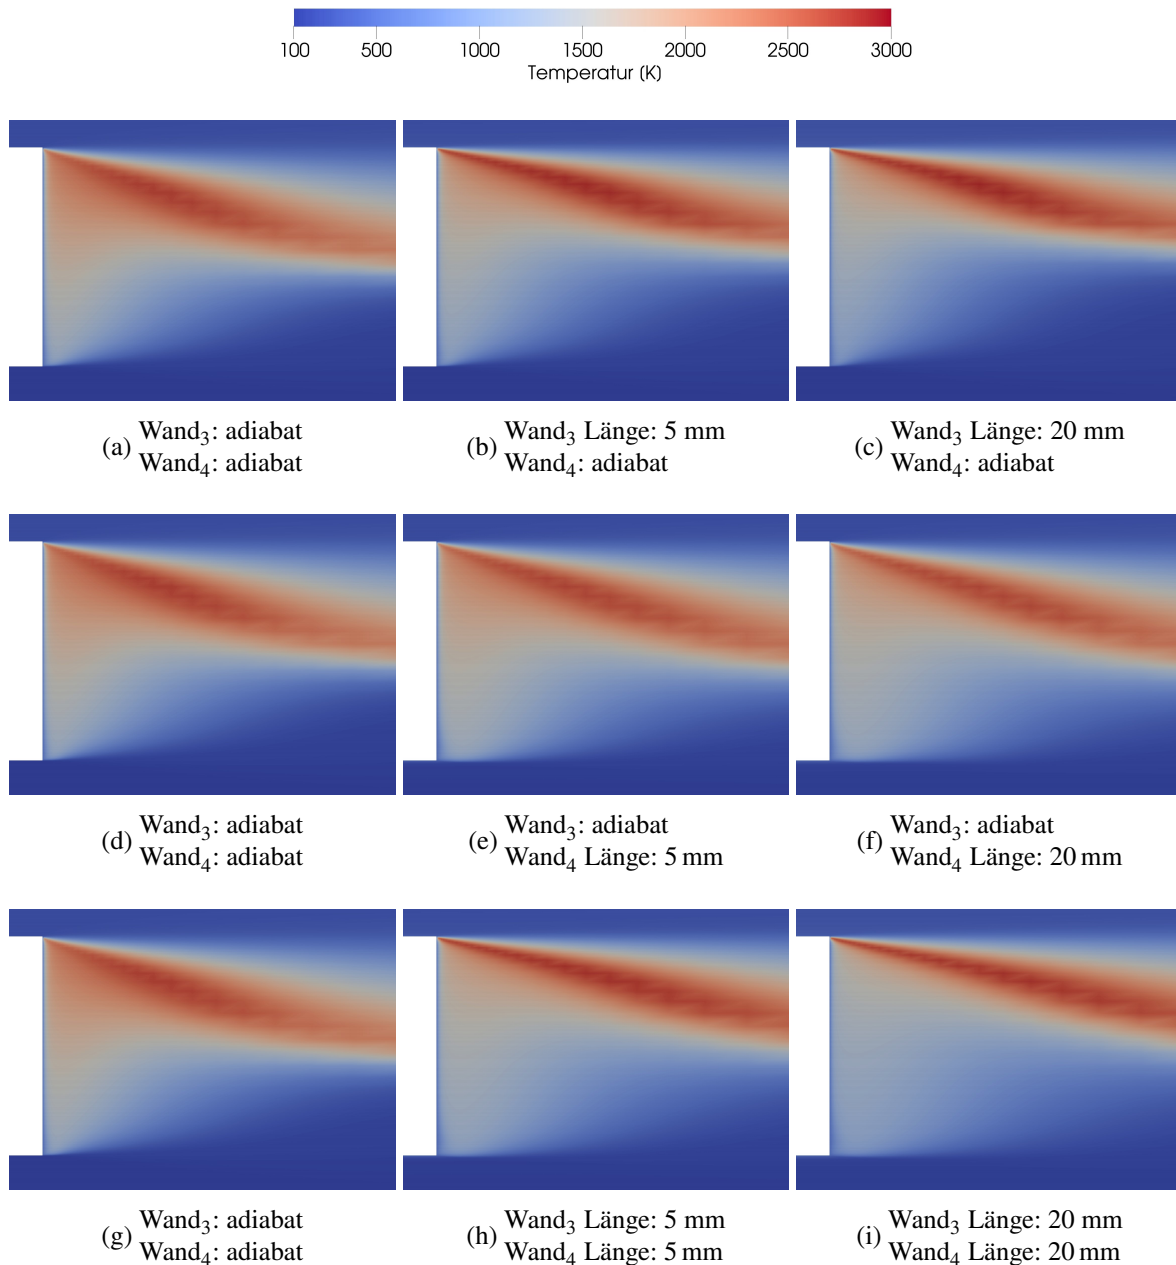 100 500 1000 1500 2000 2500 3000
Temperatur (K)
(a) Wand₃: adiabat
Wand₄: adiabat
(b) Wand₃ Länge: 5 mm
Wand₄: adiabat
(c) Wand₃ Länge: 20 mm
Wand₄: adiabat
(d) Wand₃: adiabat
Wand₄: adiabat
(e) Wand₃: adiabat
Wand₄ Länge: 5 mm
(f) Wand₃: adiabat
Wand₄ Länge: 20 mm
(g) Wand₃: adiabat
Wand₄: adiabat
(h) Wand₃ Länge: 5 mm
Wand₄ Länge: 5 mm
(i) Wand₃ Länge: 20 mm
Wand₄ Länge: 20 mm